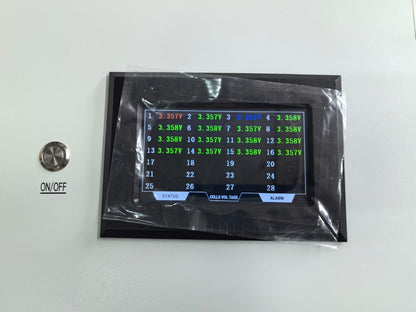 1 3.357V 2 3.357V 3 3.357V 4 3.358V
5 3.358V 6 3.358V 7 3.358V 8 3.358V
9 3.358V 10 3.357V 11 3.358V 12 3.358V
13 3.357V 14 3.357V 15 3.358V 16 3.357V
17 18 19 20
21 22 23 24
25 26 27 28
STATUS CELLS VOL TAGE ALARM
ON/OFF